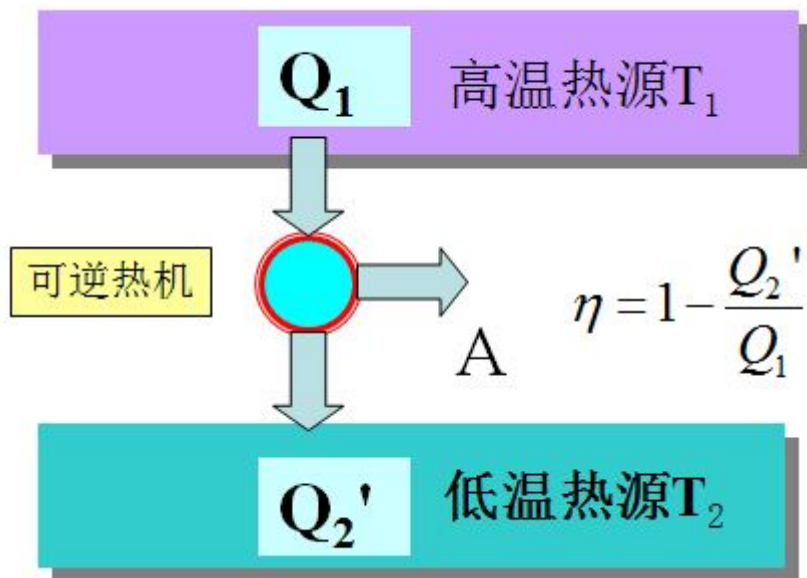 Q₁ 高温热源T₁
可逆热机
A
η = 1 - Q₂' / Q₁
Q₂' 低温热源T₂